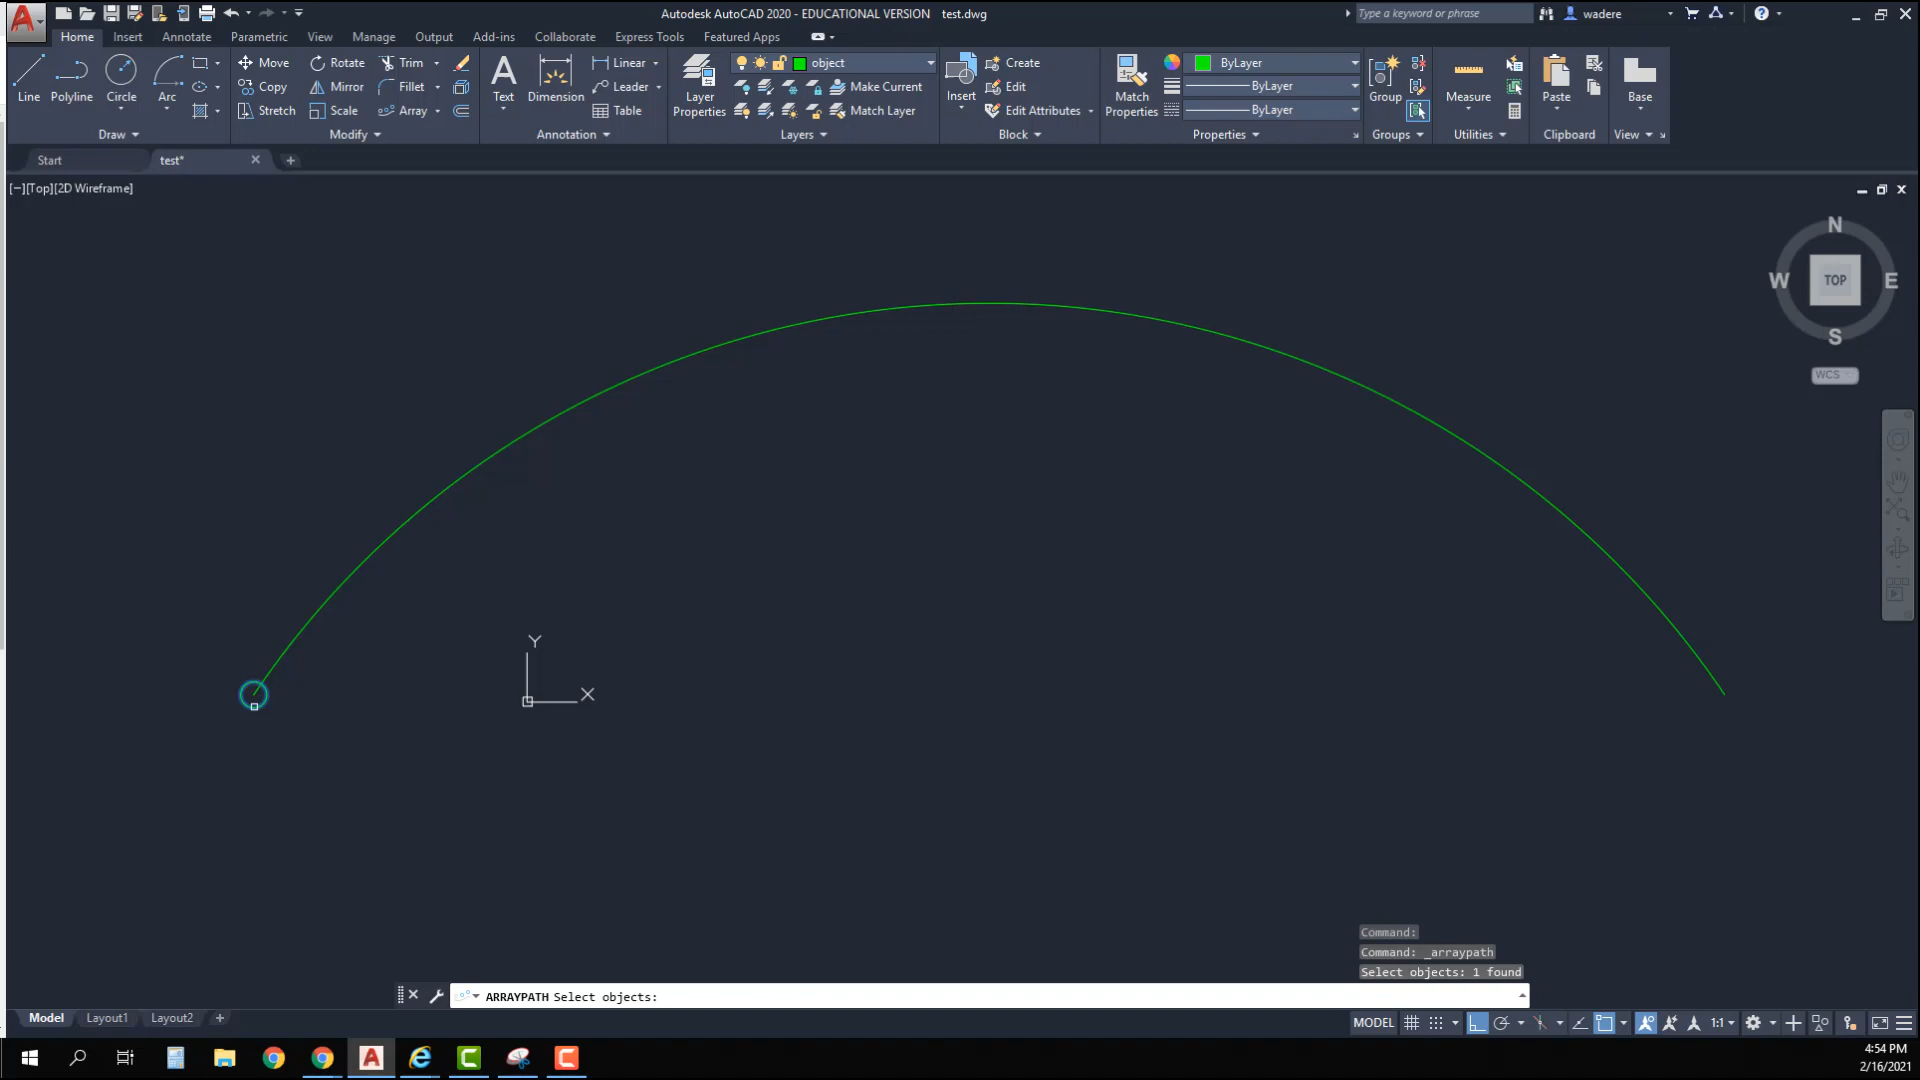 Autodesk AutoCAD 2020 - EDUCATIONAL VERSION test.dwg
Type a keyword or phrase
wadere
Home Insert Annotate Parametric View Manage Output Add-ins Collaborate Express Tools Featured Apps
Line Polyline Circle Arc
Draw
Move Rotate Trim
Copy Mirror Fillet
Stretch Scale Array
Modify
Text Dimension
Linear
Leader
Table
Annotation
Layer Properties
object
Make Current
Match Layer
Layers
Insert
Create
Edit
Edit Attributes
Block
Match Properties
ByLayer
ByLayer
ByLayer
Properties
Group
Groups
Measure
Utilities
Paste
Clipboard
Base
View
Start test*
[−][Top][2D Wireframe]
N
W TOP E
S
WCS
Y
X
Command:
Command: _arraypath
Select objects: 1 found
ARRAYPATH Select objects:
Model Layout1 Layout2
MODEL 1:1
4:54 PM
2/16/2021